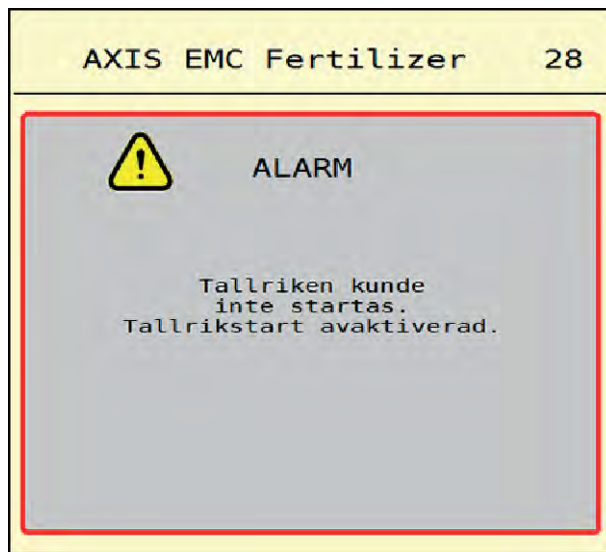 AXIS EMC Fertilizer 28
ALARM
Tallriken kunde
inte startas.
Tallrikstart avaktiverad.